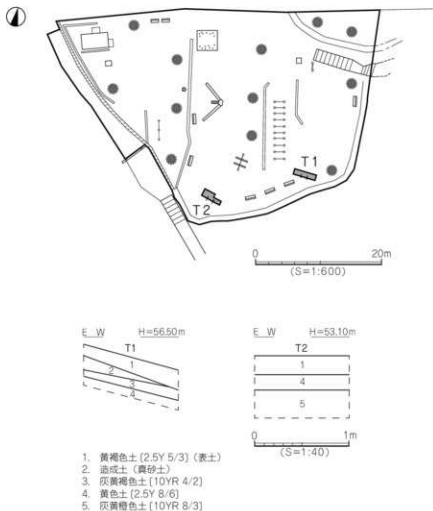 T1
T2
0 20m
(S=1:600)
E W H=56.50m
T1
1
2
3
4
E W H=53.10m
T2
1
4
5
0 1m
(S=1:40)
1. 黄褐色土 [2.5Y 5/3] (表土)
2. 造成土 (真砂土)
3. 灰黄褐色土 [10YR 4/2]
4. 黄色土 [2.5Y 8/6]
5. 灰黄橙色土 [10YR 8/3]